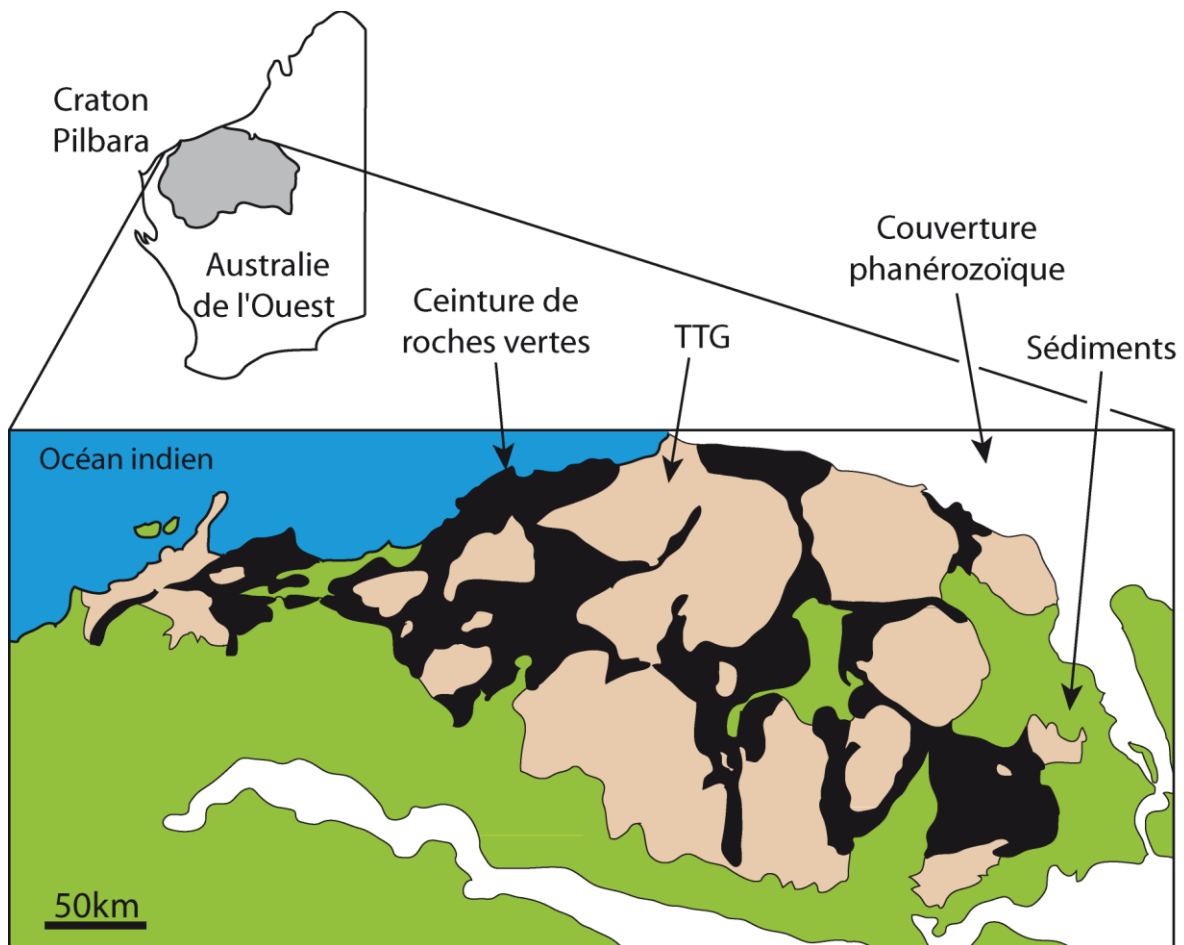 Craton
Pilbara
Australie
de l'Ouest
Couverture
phanérozoïque
Ceinture de
roches vertes
TTG
Sédiments
Océan indien
50km